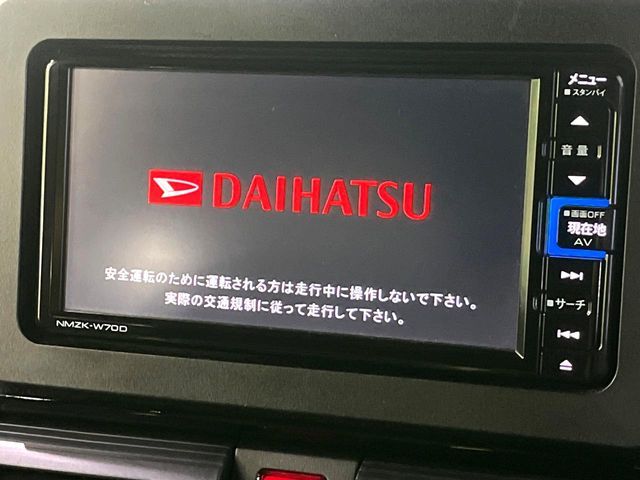 DAIHATSU
安全運転のために運転される方は走行中に操作しないで下さい。
実際の交通規制に従って走行して下さい。
NMZK-W70D
メニュー
スタンバイ
音量
画面OFF
現在地
AV
サーチ